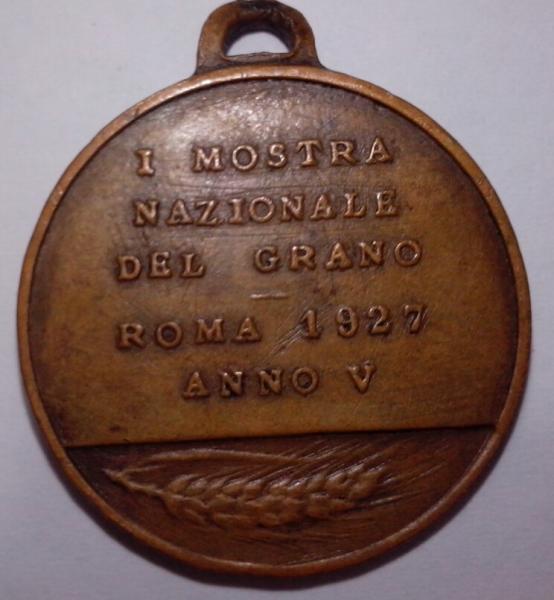 I MOSTRA
NAZIONALE
DEL GRANO
—
ROMA 1927
ANNO V